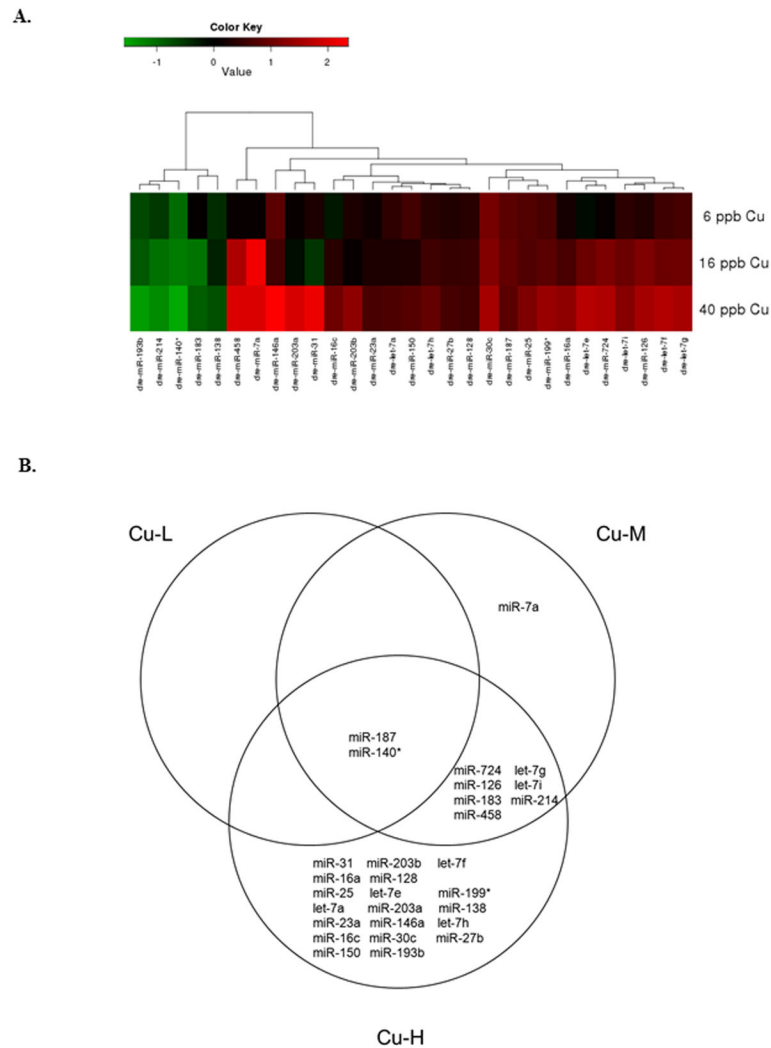 A.
Color Key
-1 0 1 2
Value
6 ppb Cu
16 ppb Cu
40 ppb Cu
dre-miR-193b
dre-miR-214
dre-miR-140*
dre-miR-183
dre-miR-138
dre-miR-458
dre-miR-7a
dre-miR-146a
dre-miR-203a
dre-miR-31
dre-miR-16c
dre-miR-203b
dre-miR-23a
dre-let-7a
dre-miR-150
dre-let-7h
dre-miR-27b
dre-miR-128
dre-miR-30c
dre-miR-187
dre-miR-25
dre-miR-199*
dre-miR-16a
dre-let-7e
dre-miR-724
dre-let-7i
dre-miR-126
dre-let-7f
dre-let-7g
B.
Cu-L Cu-M
miR-7a
miR-187
miR-140*
miR-724 let-7g
miR-126 let-7i
miR-183 miR-214
miR-458
miR-31 miR-203b let-7f
miR-16a miR-128
miR-25 let-7e miR-199*
let-7a miR-203a miR-138
miR-23a miR-146a let-7h
miR-16c miR-30c miR-27b
miR-150 miR-193b
Cu-H